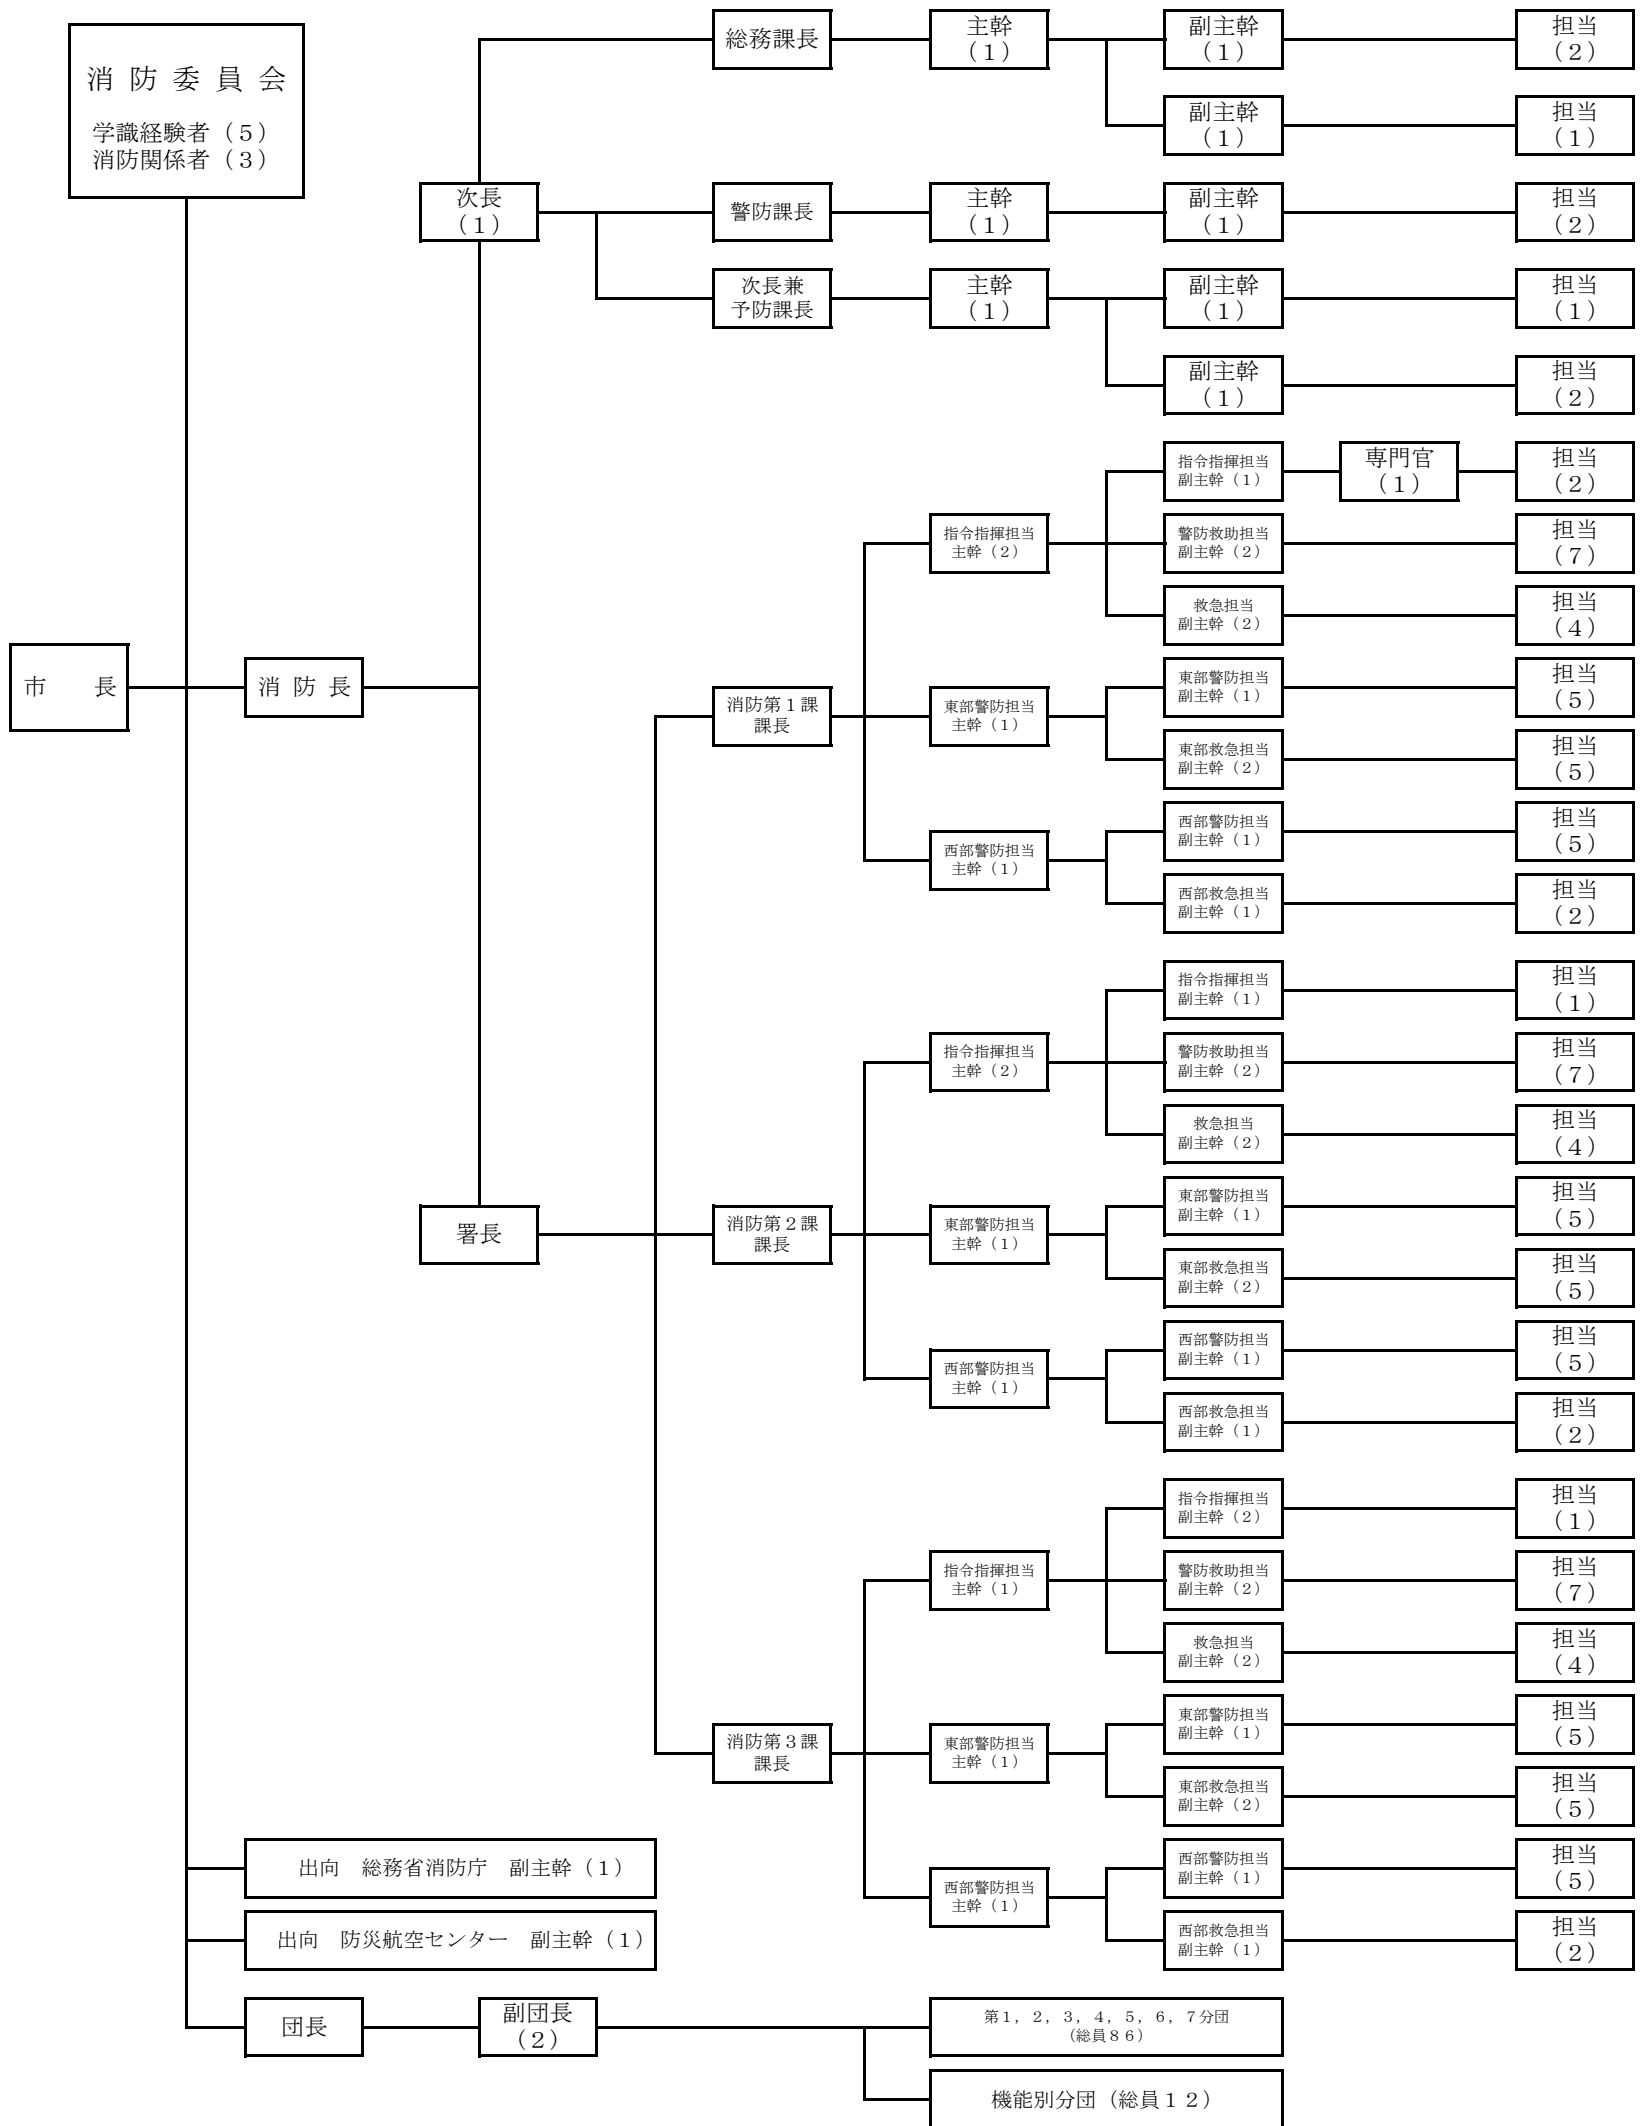 消防委員会
学識経験者（５）
消防関係者（３）
総務課長
主幹
（１）
副主幹
（１）
担当
（２）
副主幹
（１）
担当
（１）
次長
（１）
警防課長
主幹
（１）
副主幹
（１）
担当
（２）
次長兼
予防課長
主幹
（１）
副主幹
（１）
担当
（１）
副主幹
（１）
担当
（２）
市　　長
消防長
消防第１課
課長
指令指揮担当
主幹（２）
指令指揮担当
副主幹（１）
専門官
（１）
担当
（２）
警防救助担当
副主幹（２）
担当
（７）
救急担当
副主幹（２）
担当
（４）
東部警防担当
主幹（１）
東部警防担当
副主幹（１）
担当
（５）
東部救急担当
副主幹（２）
担当
（５）
西部警防担当
主幹（１）
西部警防担当
副主幹（１）
担当
（５）
西部救急担当
副主幹（１）
担当
（２）
署長
消防第２課
課長
指令指揮担当
主幹（２）
指令指揮担当
副主幹（１）
担当
（１）
警防救助担当
副主幹（２）
担当
（７）
救急担当
副主幹（２）
担当
（４）
東部警防担当
主幹（１）
東部警防担当
副主幹（１）
担当
（５）
東部救急担当
副主幹（２）
担当
（５）
西部警防担当
主幹（１）
西部警防担当
副主幹（１）
担当
（５）
西部救急担当
副主幹（１）
担当
（２）
消防第３課
課長
指令指揮担当
主幹（１）
指令指揮担当
副主幹（２）
担当
（１）
警防救助担当
副主幹（２）
担当
（７）
救急担当
副主幹（２）
担当
（４）
東部警防担当
主幹（１）
東部警防担当
副主幹（１）
担当
（５）
東部救急担当
副主幹（２）
担当
（５）
西部警防担当
主幹（１）
西部警防担当
副主幹（１）
担当
（５）
西部救急担当
副主幹（１）
担当
（２）
出向　総務省消防庁　副主幹（１）
出向　防災航空センター　副主幹（１）
団長
副団長
（２）
第１，２，３，４，５，６，７分団
（総員８６）
機能別分団（総員１２）